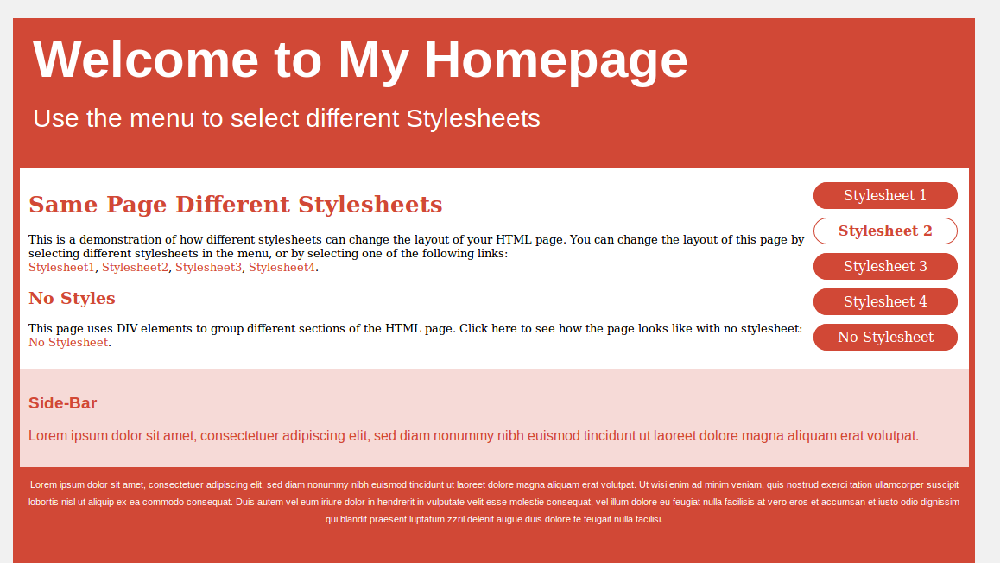 Welcome to My Homepage
Use the menu to select different Stylesheets
Same Page Different Stylesheets
This is a demonstration of how different stylesheets can change the layout of your HTML page. You can change the layout of this page by
selecting different stylesheets in the menu, or by selecting one of the following links:
Stylesheet1, Stylesheet2, Stylesheet3, Stylesheet4.
No Styles
This page uses DIV elements to group different sections of the HTML page. Click here to see how the page looks like with no stylesheet:
No Stylesheet.
Stylesheet 1
Stylesheet 2
Stylesheet 3
Stylesheet 4
No Stylesheet
Side-Bar
Lorem ipsum dolor sit amet, consectetuer adipiscing elit, sed diam nonummy nibh euismod tincidunt ut laoreet dolore magna aliquam erat volutpat.
Lorem ipsum dolor sit amet, consectetuer adipiscing elit, sed diam nonummy nibh euismod tincidunt ut laoreet dolore magna aliquam erat volutpat. Ut wisi enim ad minim veniam, quis nostrud exerci tation ullamcorper suscipit
lobortis nisl ut aliquip ex ea commodo consequat. Duis autem vel eum iriure dolor in hendrerit in vulputate velit esse molestie consequat, vel illum dolore eu feugiat nulla facilisis at vero eros et accumsan et iusto odio dignissim
qui blandit praesent luptatum zzril delenit augue duis dolore te feugait nulla facilisi.